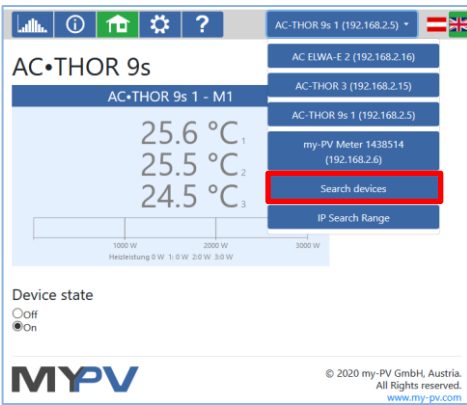 ?
AC-THOR 9s 1 (192.168.2.5)
AC ELWA-E 2 (192.168.2.16)
AC•THOR 9s
AC-THOR 3 (192.168.2.15)
AC•THOR 9s 1 - M1
AC-THOR 9s 1 (192.168.2.5)
25.6 °C 1
my-PV Meter 1438514
(192.168.2.6)
25.5 °C 2
Search devices
24.5 °C 3
IP Search Range
1000 W 2000 W 3000 W
Heizleistung 0 W 1: 0 W 2:0 W 3:0 W
Device state
Off
On
MYPV
© 2020 my-PV GmbH, Austria.
All Rights reserved.
www.my-pv.com